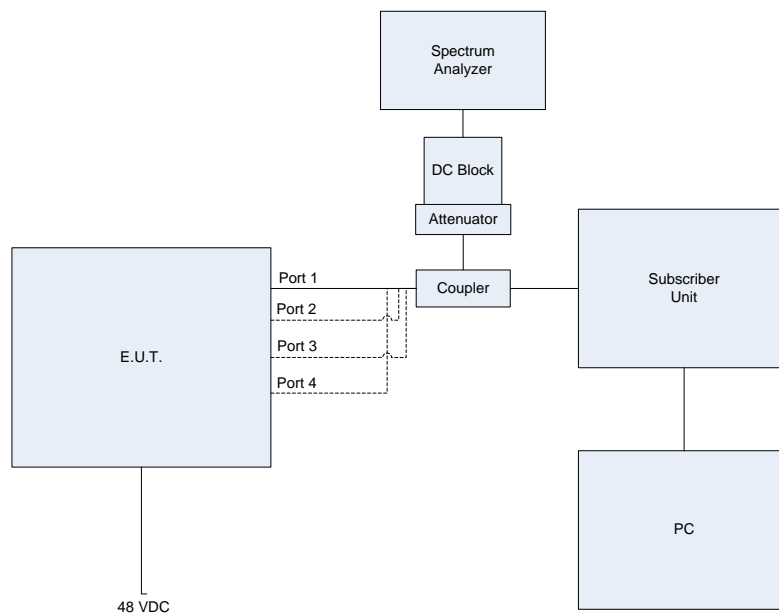 Spectrum
Analyzer
DC Block
Attenuator
Port 1
Coupler
Subscriber
Unit
Port 2
E.U.T.
Port 3
Port 4
PC
48 VDC